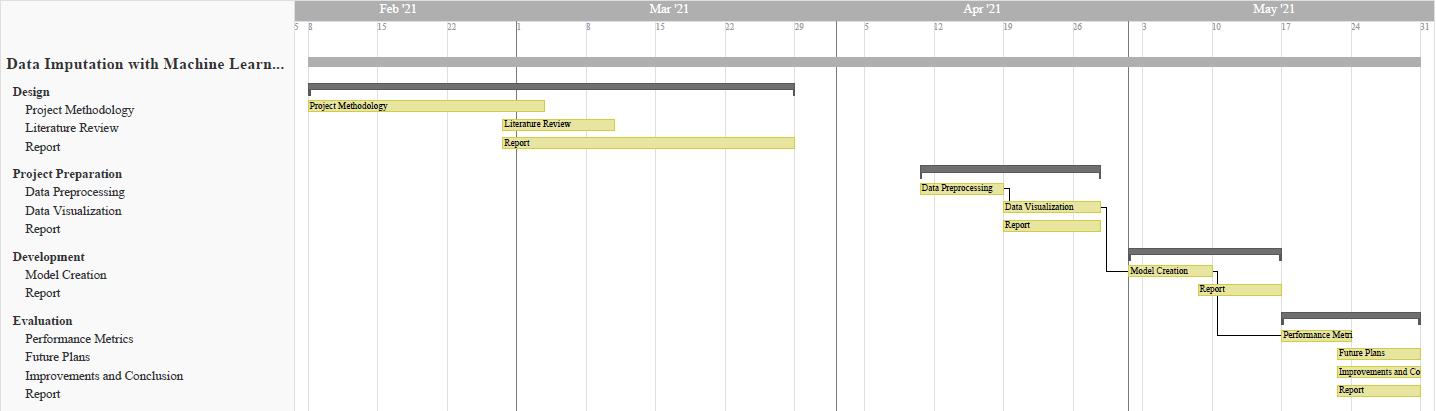 Feb '21 Mar '21 Apr '21 May '21
5 8 15 22 1 8 15 22 29 5 12 19 26 3 10 17 24 31
Data Imputation with Machine Learn...
Design
Project Methodology Project Methodology
Literature Review Literature Review
Report Report
Project Preparation
Data Preprocessing Data Preprocessing
Data Visualization Data Visualization
Report Report
Development
Model Creation Model Creation
Report Report
Evaluation
Performance Metrics Performance Metri
Future Plans Future Plans
Improvements and Conclusion Improvements and Co
Report Report